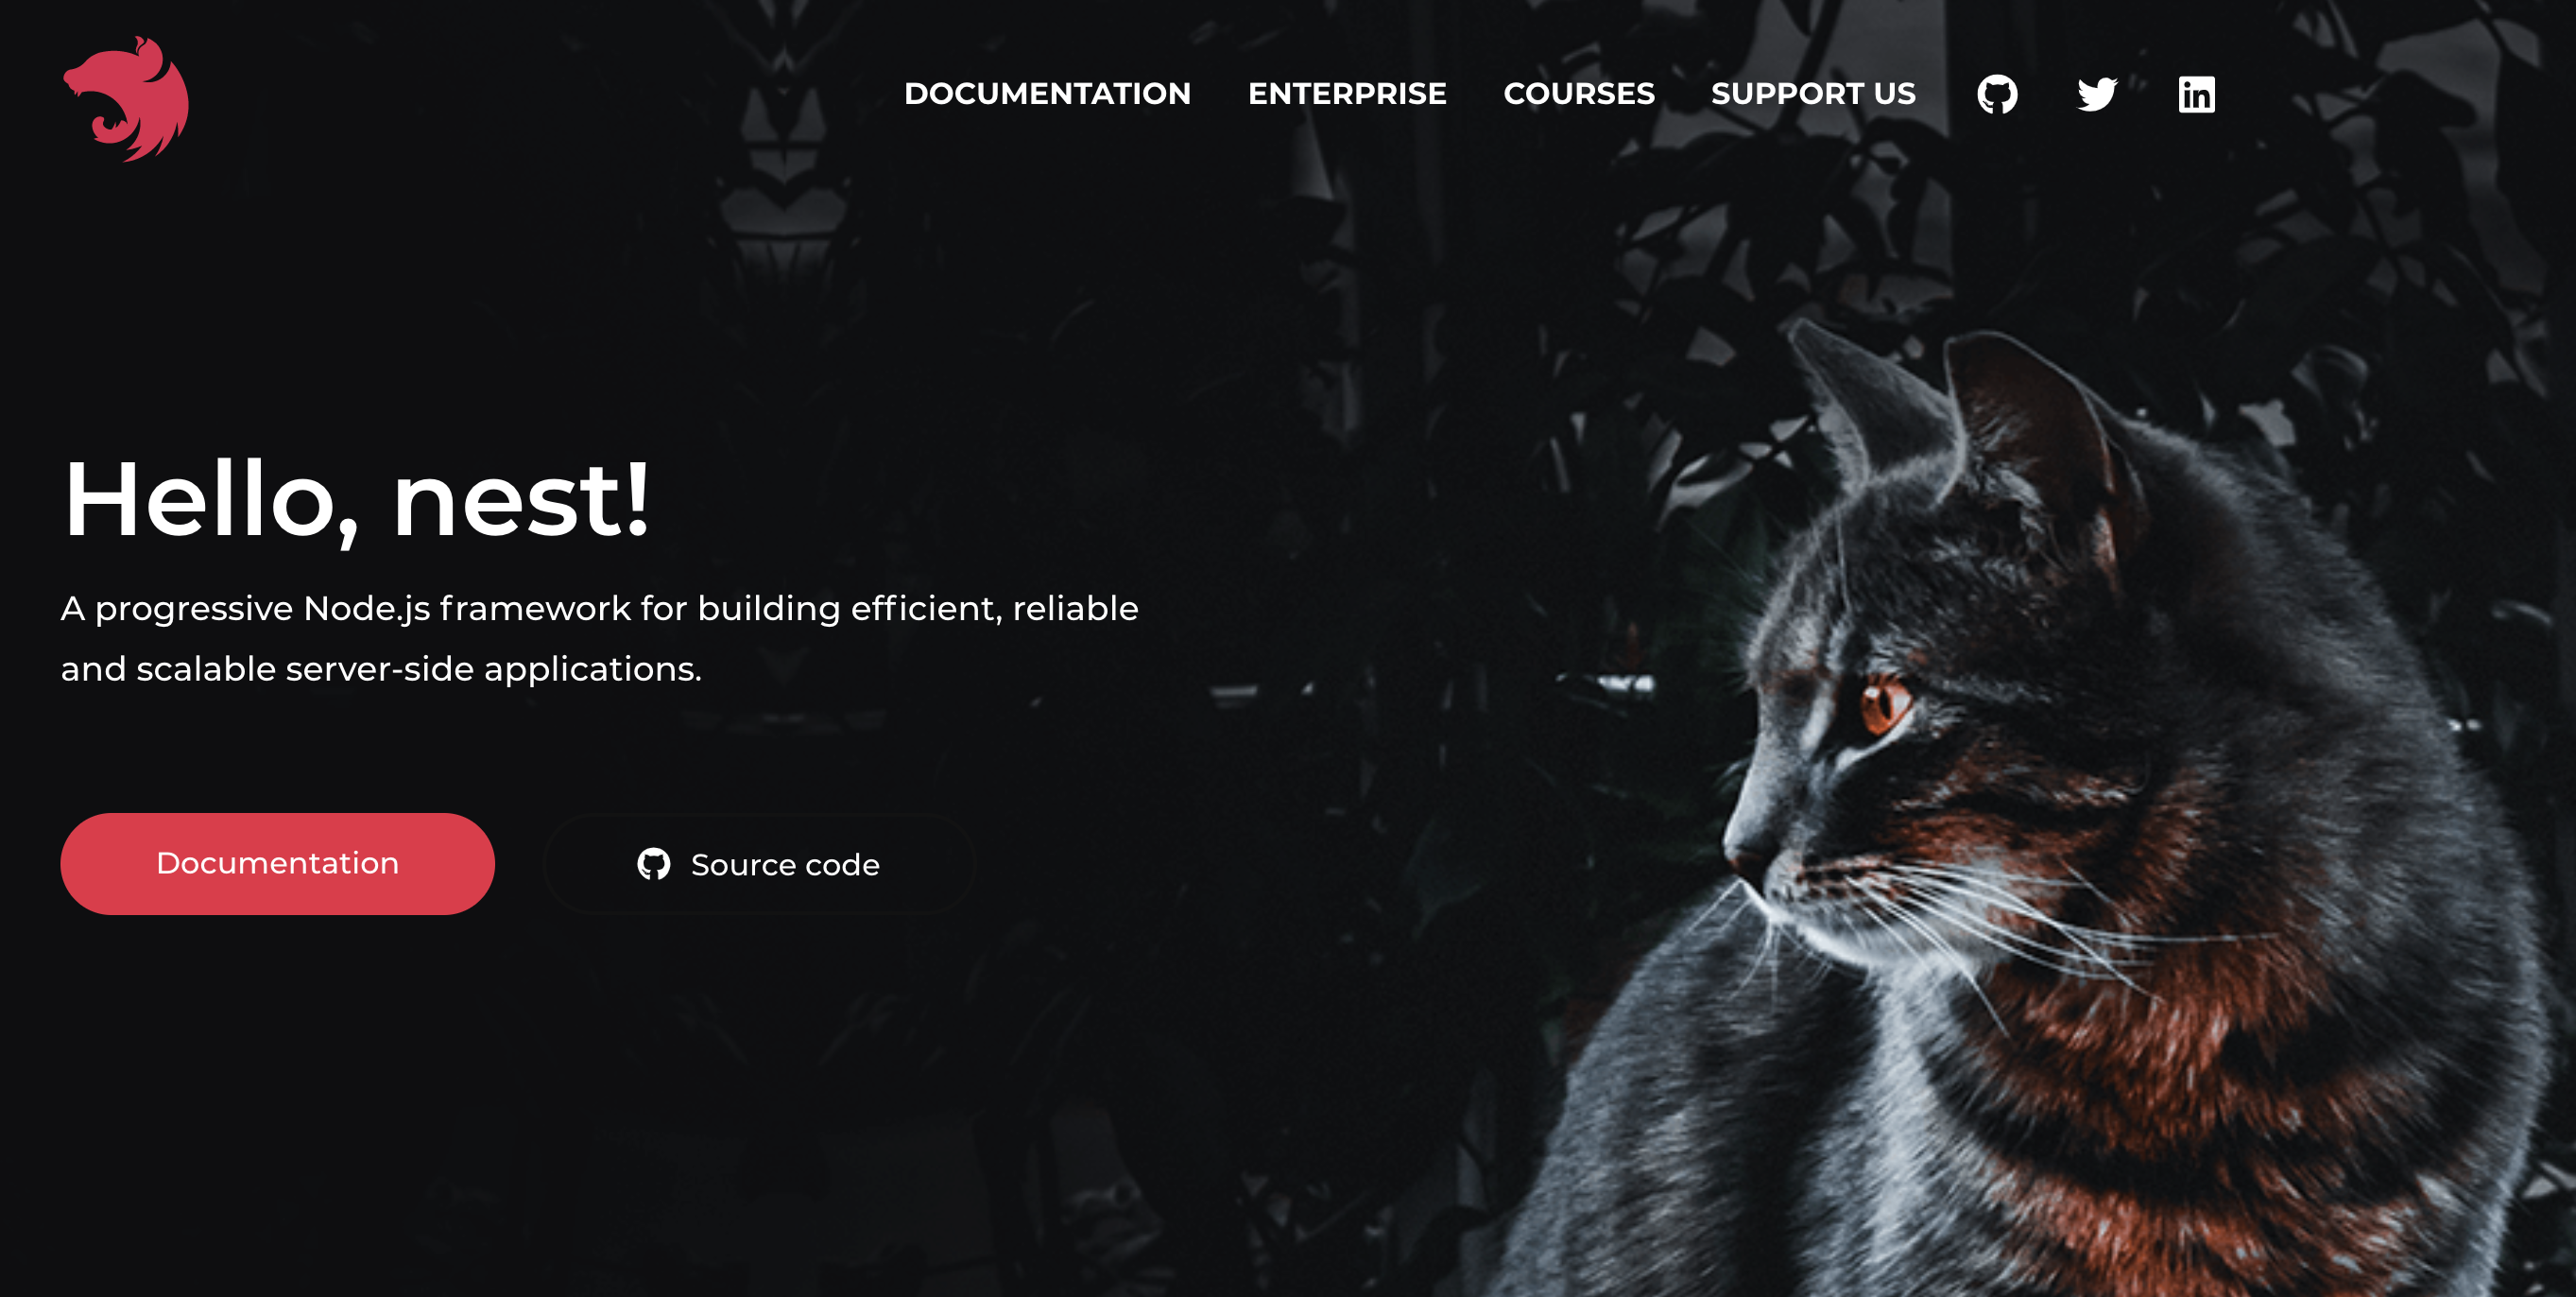 DOCUMENTATION ENTERPRISE COURSES SUPPORT US
Hello, nest!
A progressive Node.js framework for building efficient, reliable
and scalable server-side applications.
Documentation Source code